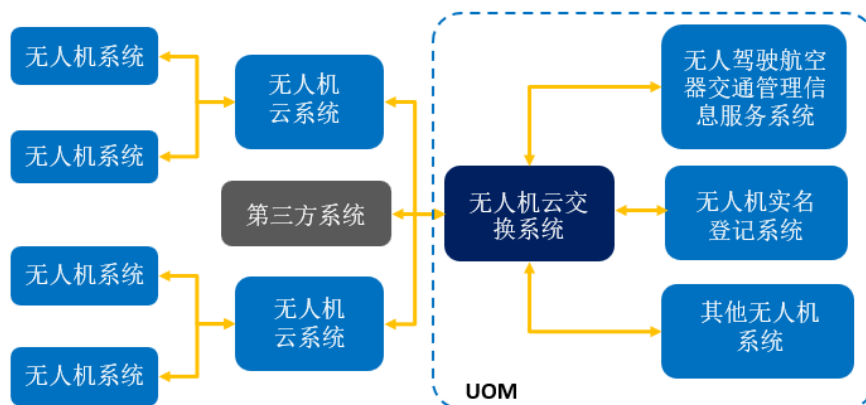 无人机系统
无人机系统
无人机
云系统
第三方系统
无人机系统
无人机系统
无人机
云系统
无人机云交
换系统
无人驾驶航空
器交通管理信
息服务系统
无人机实名
登记系统
其他无人机
系统
UOM